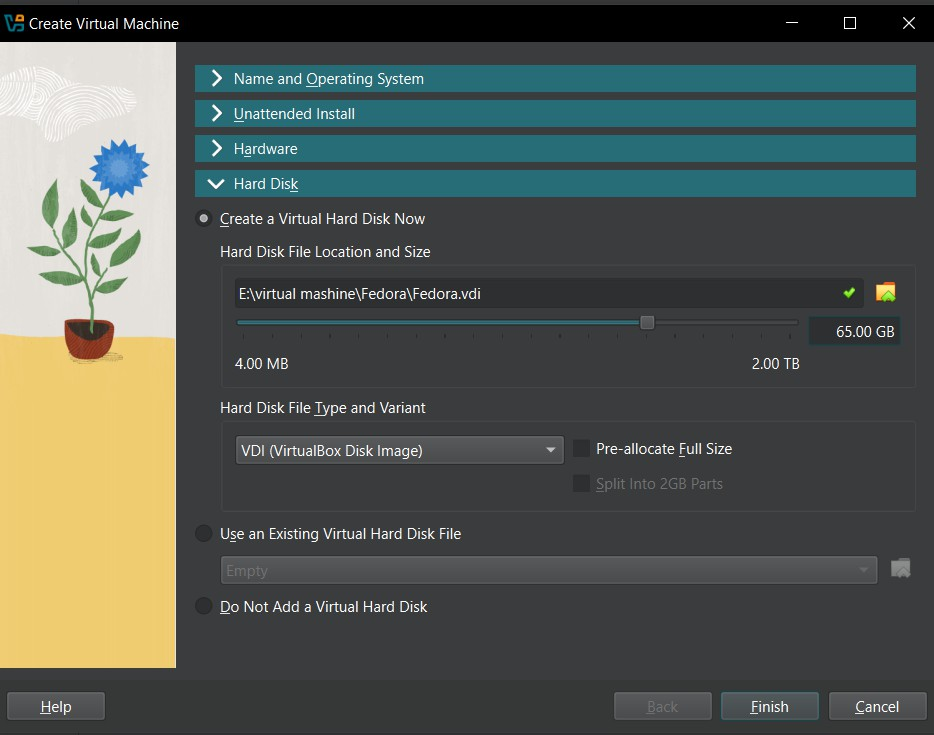 Create Virtual Machine
Name and Operating System
Unattended Install
Hardware
Hard Disk
Create a Virtual Hard Disk Now
Hard Disk File Location and Size
E:\virtual mashine\Fedora\Fedora.vdi
65.00 GB
4.00 MB 2.00 TB
Hard Disk File Type and Variant
VDI (VirtualBox Disk Image) Pre-allocate Full Size
Split Into 2GB Parts
Use an Existing Virtual Hard Disk File
Empty
Do Not Add a Virtual Hard Disk
Help Back Finish Cancel